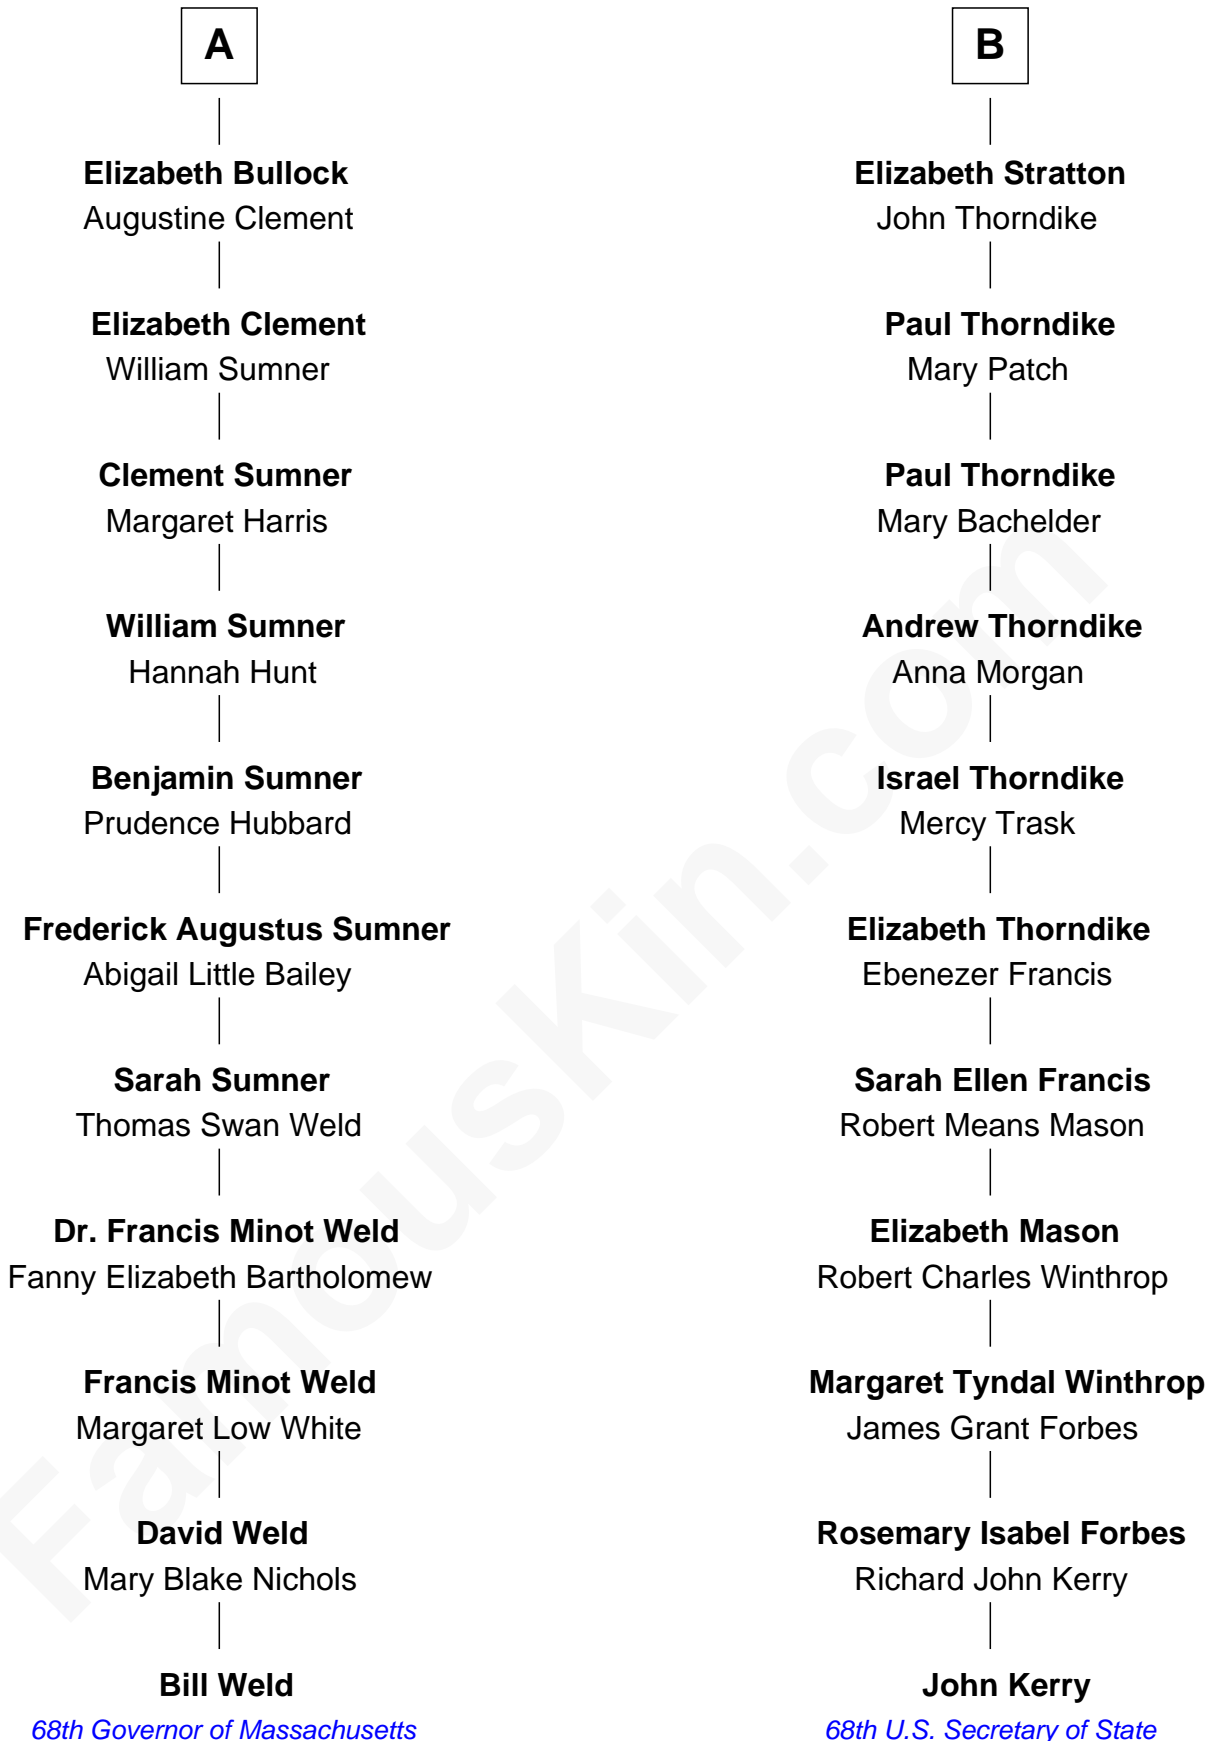 A
Elizabeth Bullock
Augustine Clement
Elizabeth Clement
William Sumner
Clement Sumner
Margaret Harris
William Sumner
Hannah Hunt
Benjamin Sumner
Prudence Hubbard
Frederick Augustus Sumner
Abigail Little Bailey
Sarah Sumner
Thomas Swan Weld
Dr. Francis Minot Weld
Fanny Elizabeth Bartholomew
Francis Minot Weld
Margaret Low White
David Weld
Mary Blake Nichols
Bill Weld
68th Governor of Massachusetts
B
Elizabeth Stratton
John Thorndike
Paul Thorndike
Mary Patch
Paul Thorndike
Mary Bachelder
Andrew Thorndike
Anna Morgan
Israel Thorndike
Mercy Trask
Elizabeth Thorndike
Ebenezer Francis
Sarah Ellen Francis
Robert Means Mason
Elizabeth Mason
Robert Charles Winthrop
Margaret Tyndal Winthrop
James Grant Forbes
Rosemary Isabel Forbes
Richard John Kerry
John Kerry
68th U.S. Secretary of State
FamousKin.com